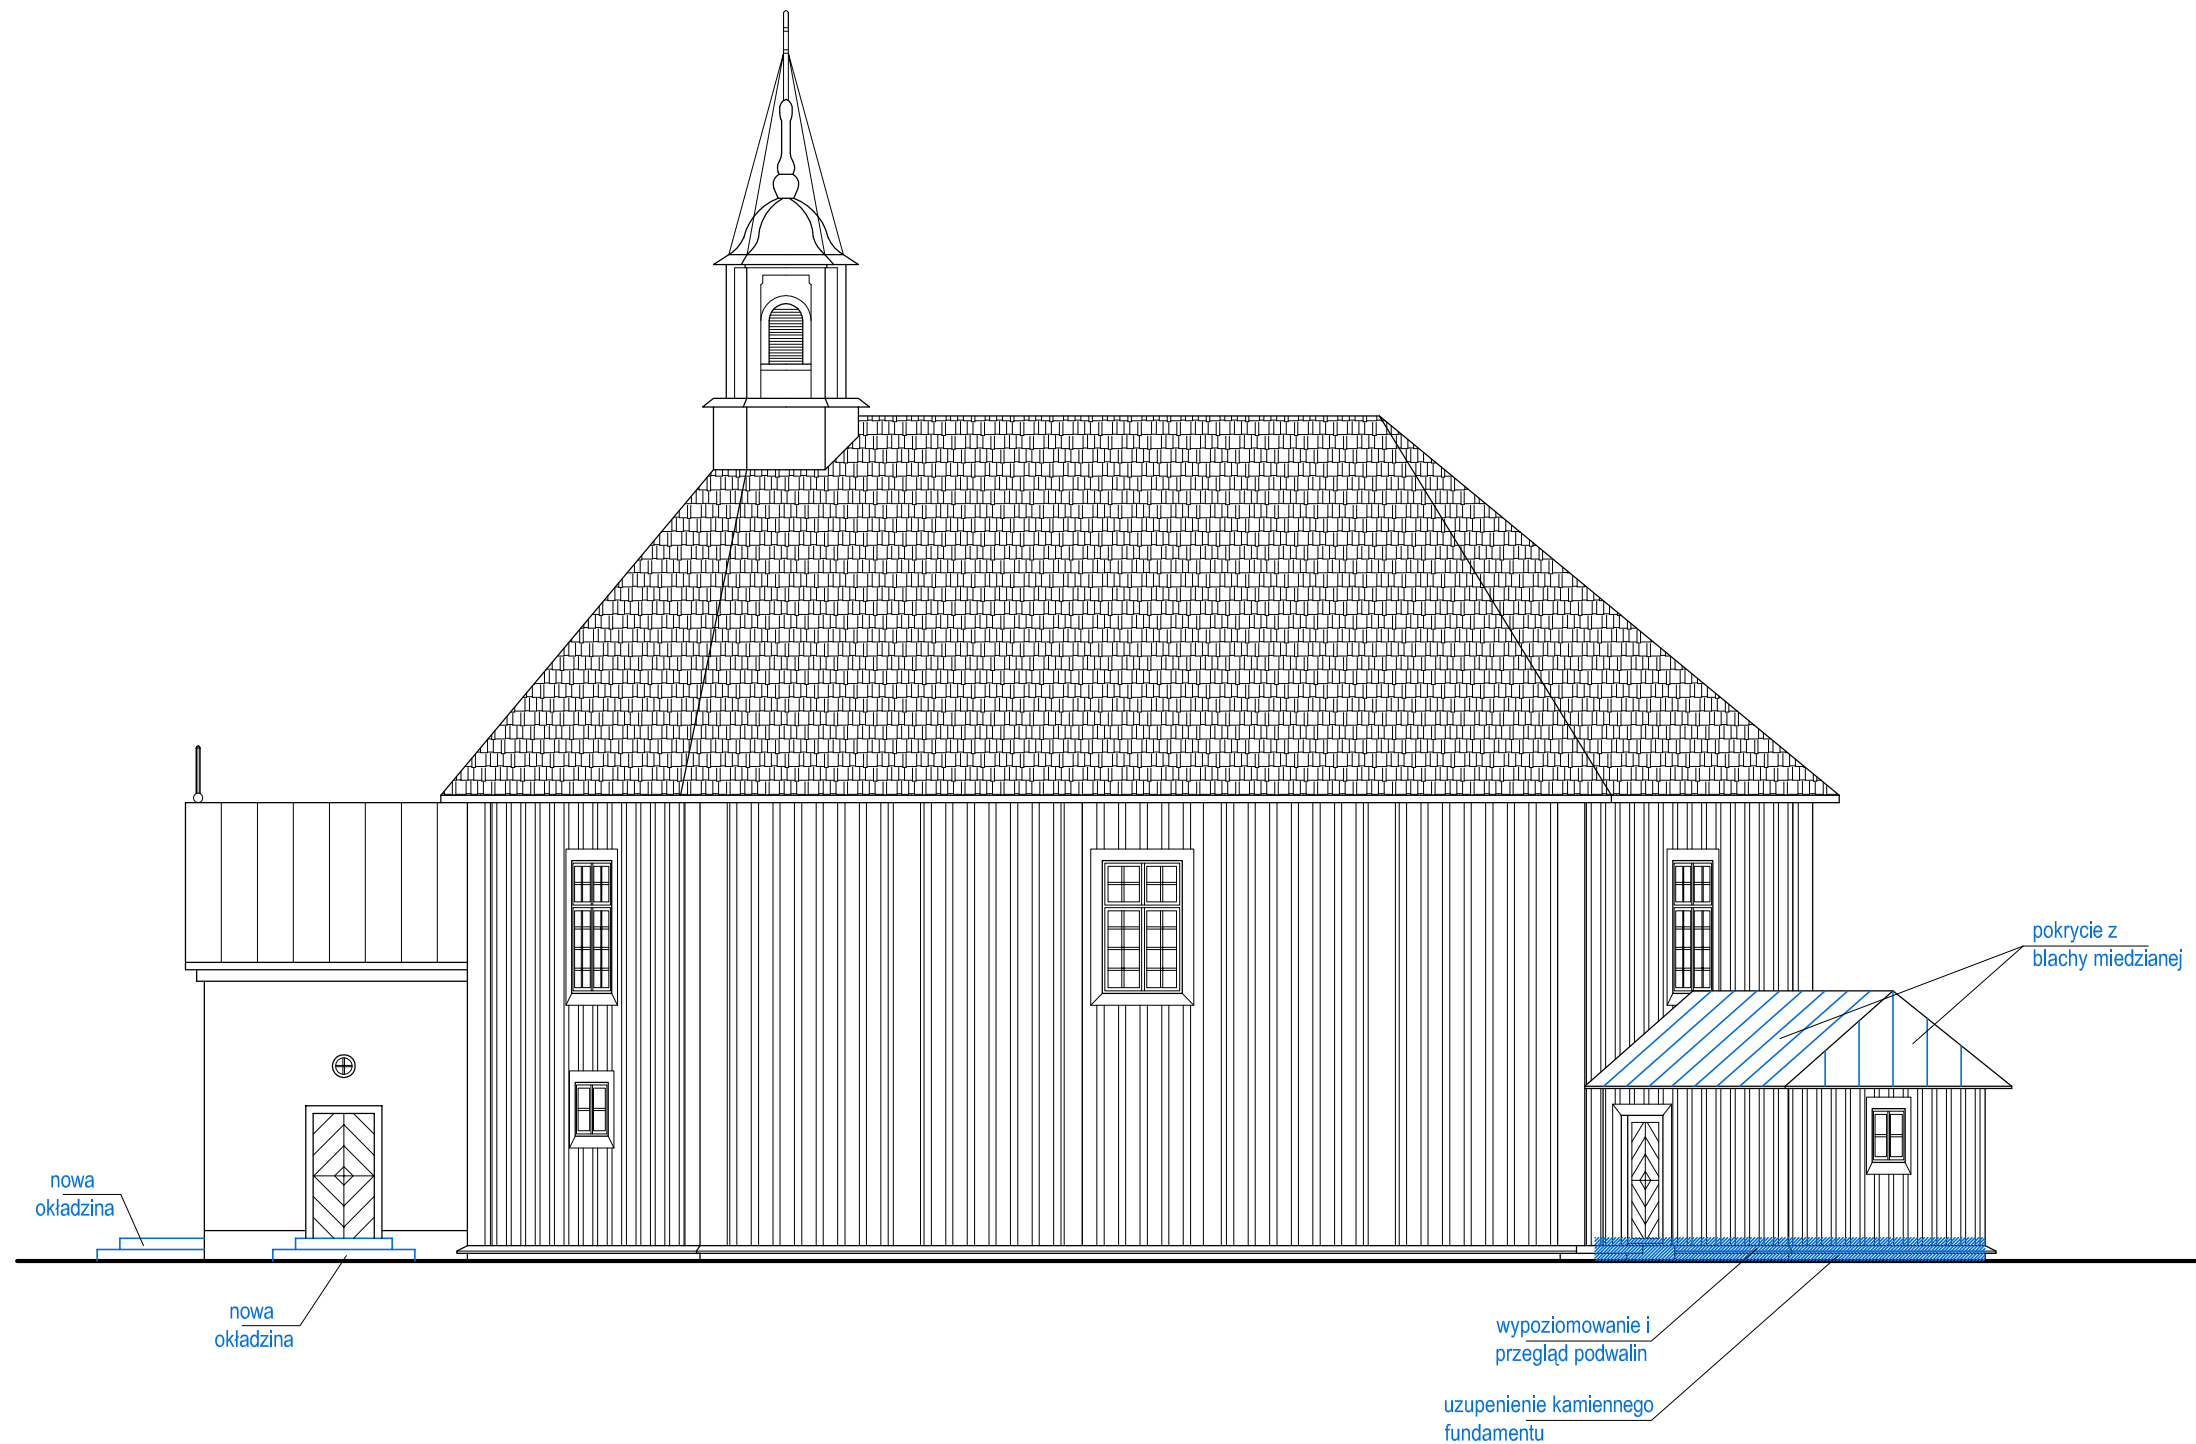 pokrycie z
blachy miedzianej
nowa
okładzina
nowa
okładzina
wypoziomowanie i
przegląd podwalin
uzupenienie kamiennego
fundamentu